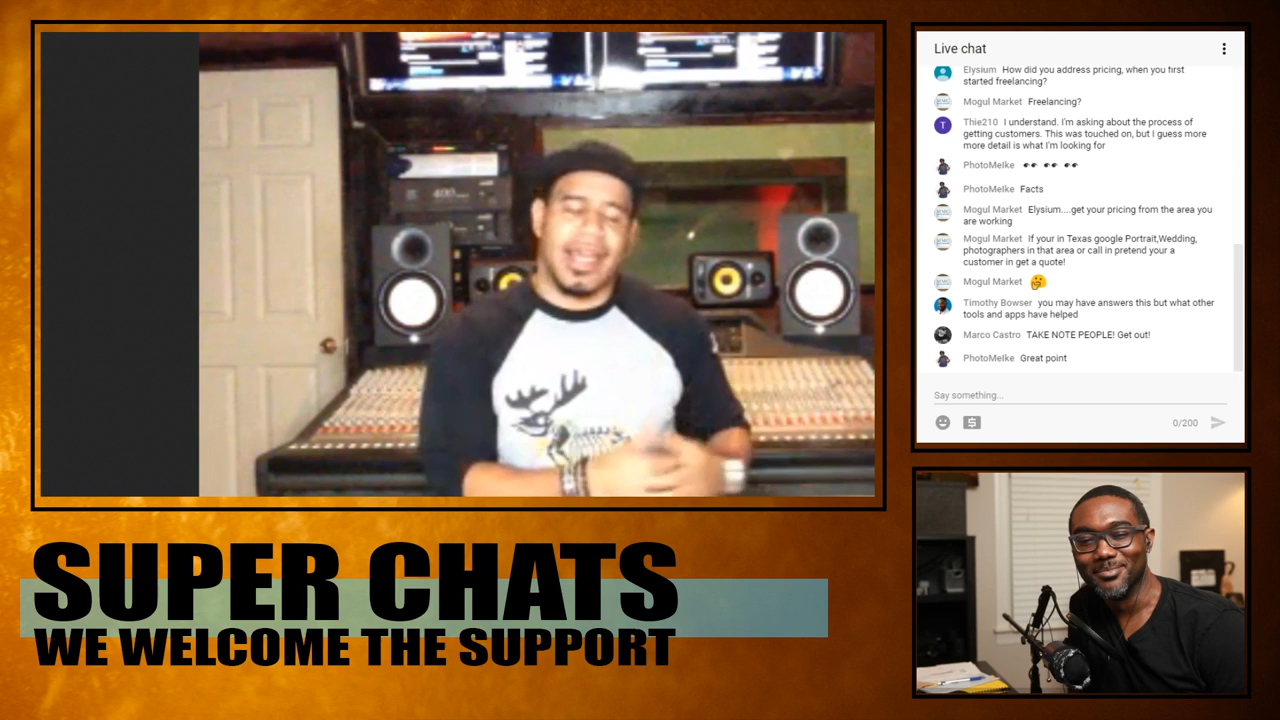 Live chat
Elysium How did you address pricing, when you first
started freelancing?
Mogul Market Freelancing?
T
Thie210 I understand. I'm asking about the process of
getting customers. This was touched on, but I guess more
more detail is what I'm looking for
PhotoMeIke
PhotoMeIke Facts
Mogul Market Elysium....get your pricing from the area you
are working
Mogul Market If your in Texas google Portrait,Wedding,
photographers in that area or call in pretend your a
customer in get a quote!
Mogul Market
Timothy Bowser you may have answers this but what other
tools and apps have helped
Marco Castro TAKE NOTE PEOPLE! Get out!
PhotoMeIke Great point
Say something...
0/200
SUPER CHATS
WE WELCOME THE SUPPORT